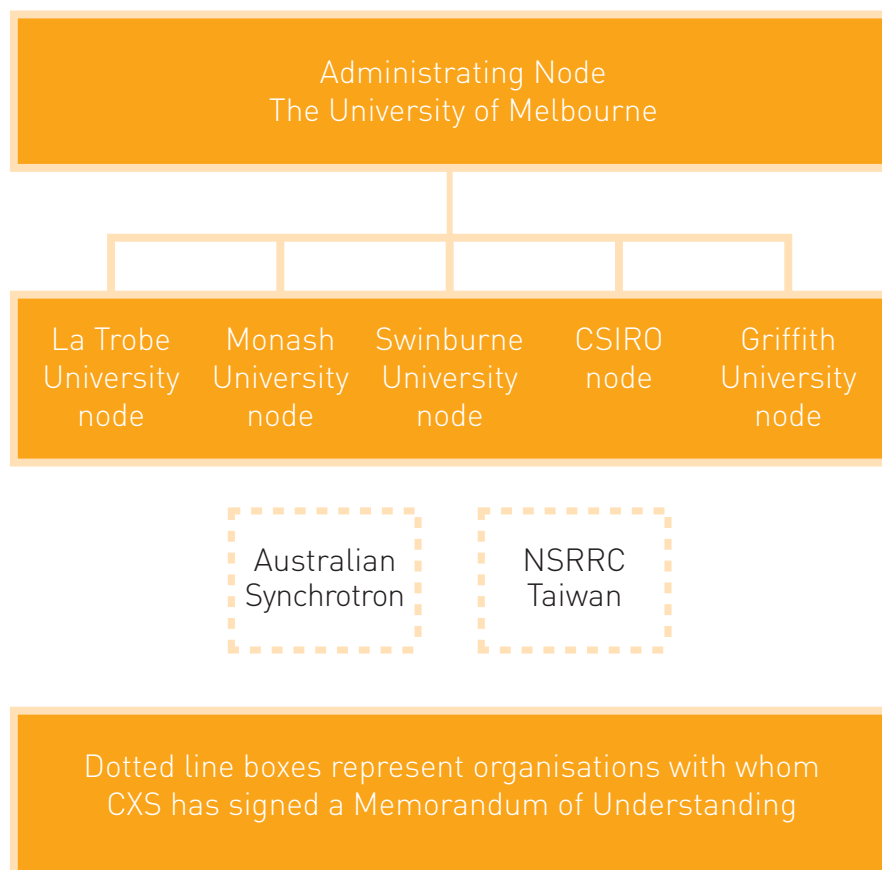 Administrating Node
The University of Melbourne
La Trobe
University
node
Monash
University
node
Swinburne
University
node
CSIRO
node
Griffith
University
node
Australian
Synchrotron
NSRRC
Taiwan
Dotted line boxes represent organisations with whom
CXS has signed a Memorandum of Understanding